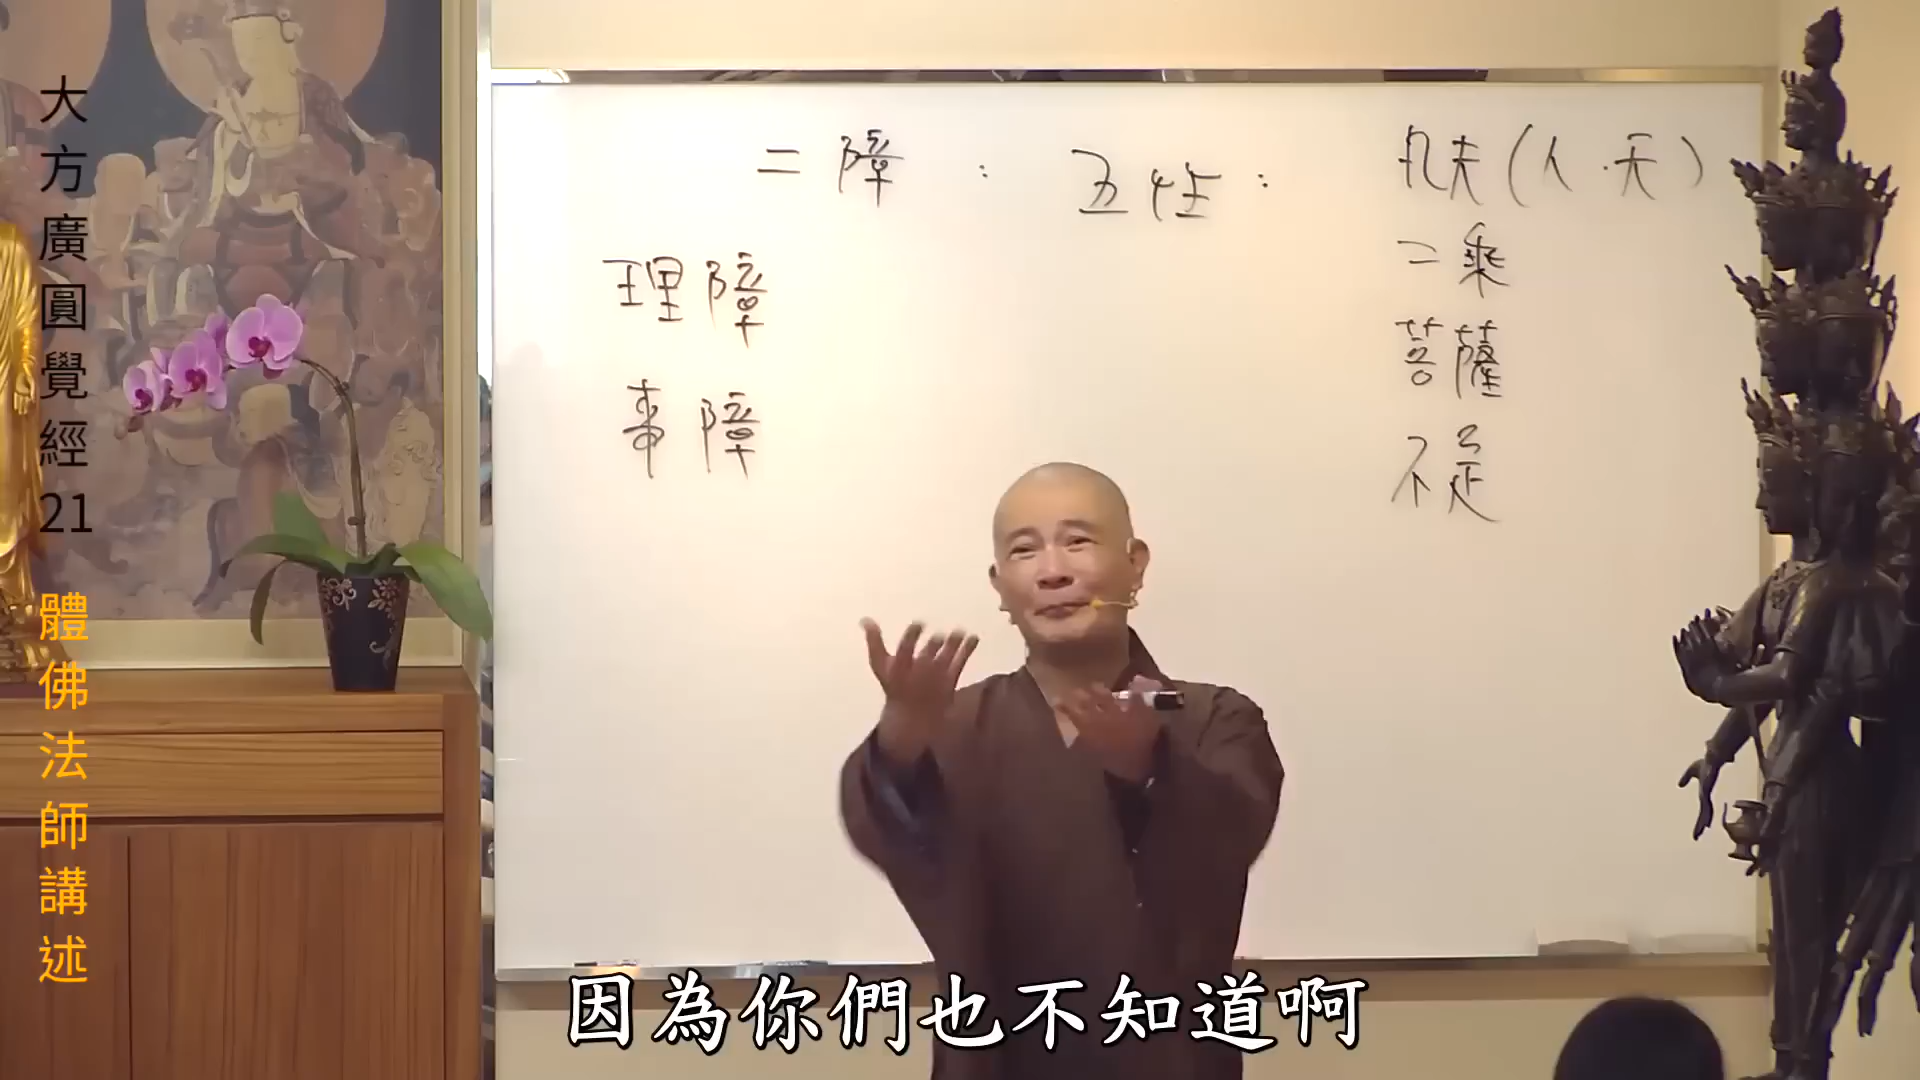 大方廣圓覺經21 體佛法師講述
二障： 五性： 凡夫(人．天)
二乘
菩薩
不定
理障
事障
因為你們也不知道啊